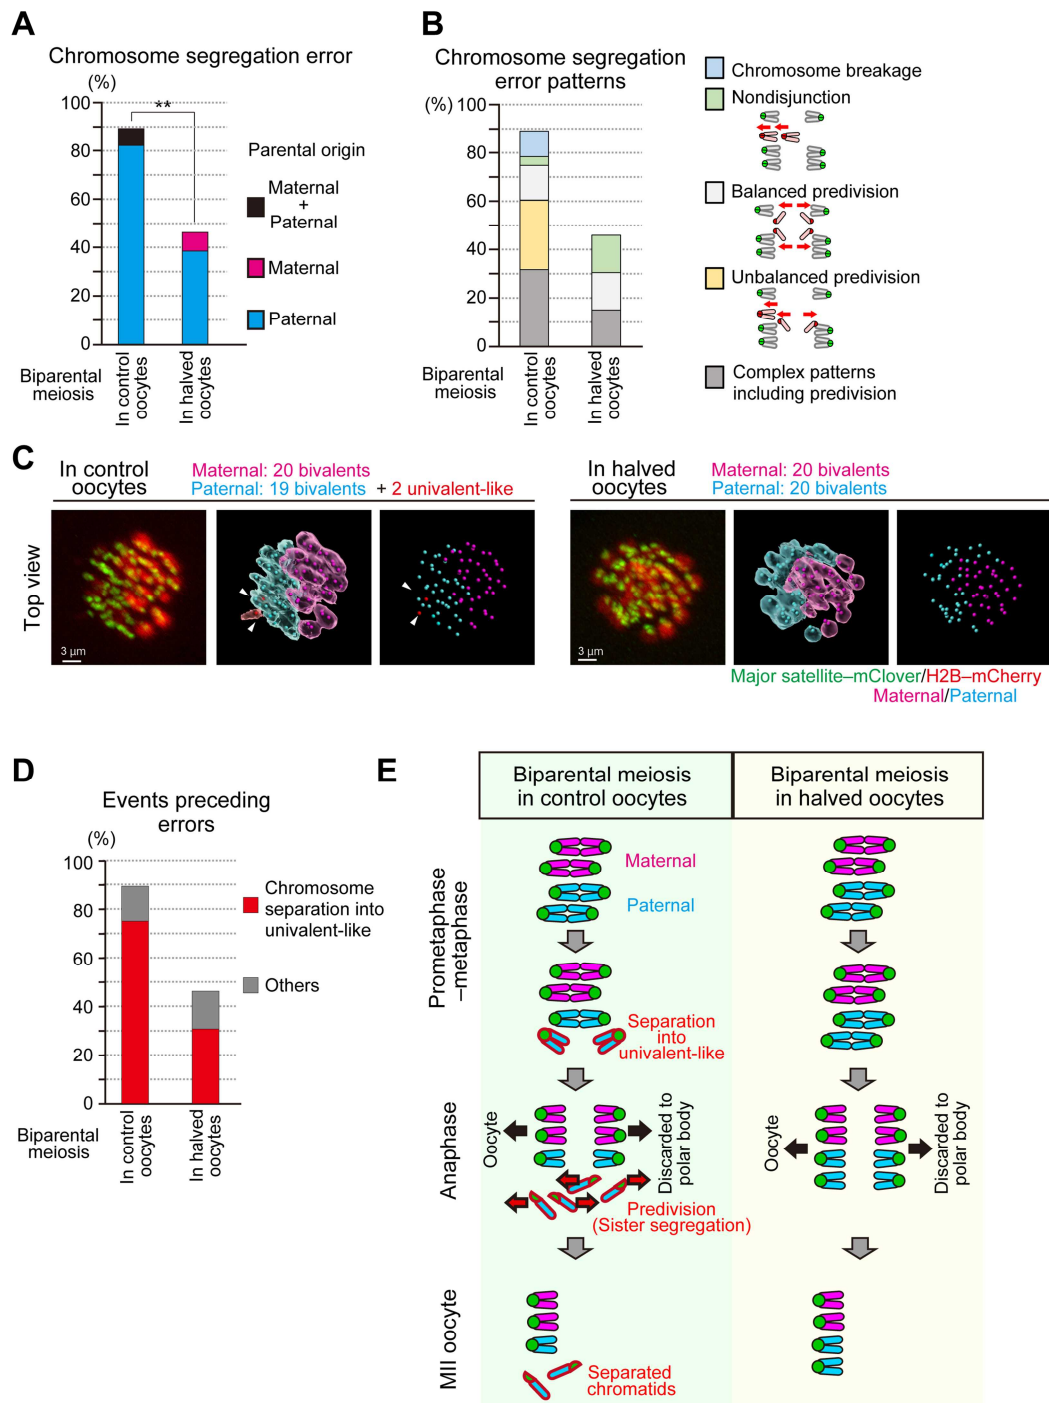 A
Chromosome segregation error
(%)
100
80
60
40
20
0
**
Parental origin
Maternal
+
Paternal
Maternal
Paternal
Biparental
meiosis
In control
oocytes
In halved
oocytes
B
Chromosome segregation
error patterns
(%)
100
80
60
40
20
0
Biparental
meiosis
In control
oocytes
In halved
oocytes
Chromosome breakage
Nondisjunction
Balanced predivision
Unbalanced predivision
Complex patterns
including predivision
C
In control
oocytes
Maternal: 20 bivalents
Paternal: 19 bivalents + 2 univalent-like
In halved
oocytes
Maternal: 20 bivalents
Paternal: 20 bivalents
Top view
3 µm
3 µm
Major satellite–mClover/H2B–mCherry
Maternal/Paternal
D
Events preceding
errors
(%)
100
80
60
40
20
0
Chromosome
separation into
univalent-like
Others
Biparental
meiosis
In control
oocytes
In halved
oocytes
E
Biparental meiosis
in control oocytes
Biparental meiosis
in halved oocytes
Prometaphase
–metaphase
Maternal
Paternal
Separation
into
univalent-like
Anaphase
Oocyte
Discarded to
polar body
Predivision
(Sister segregation)
Oocyte
Discarded to
polar body
MII oocyte
Separated
chromatids